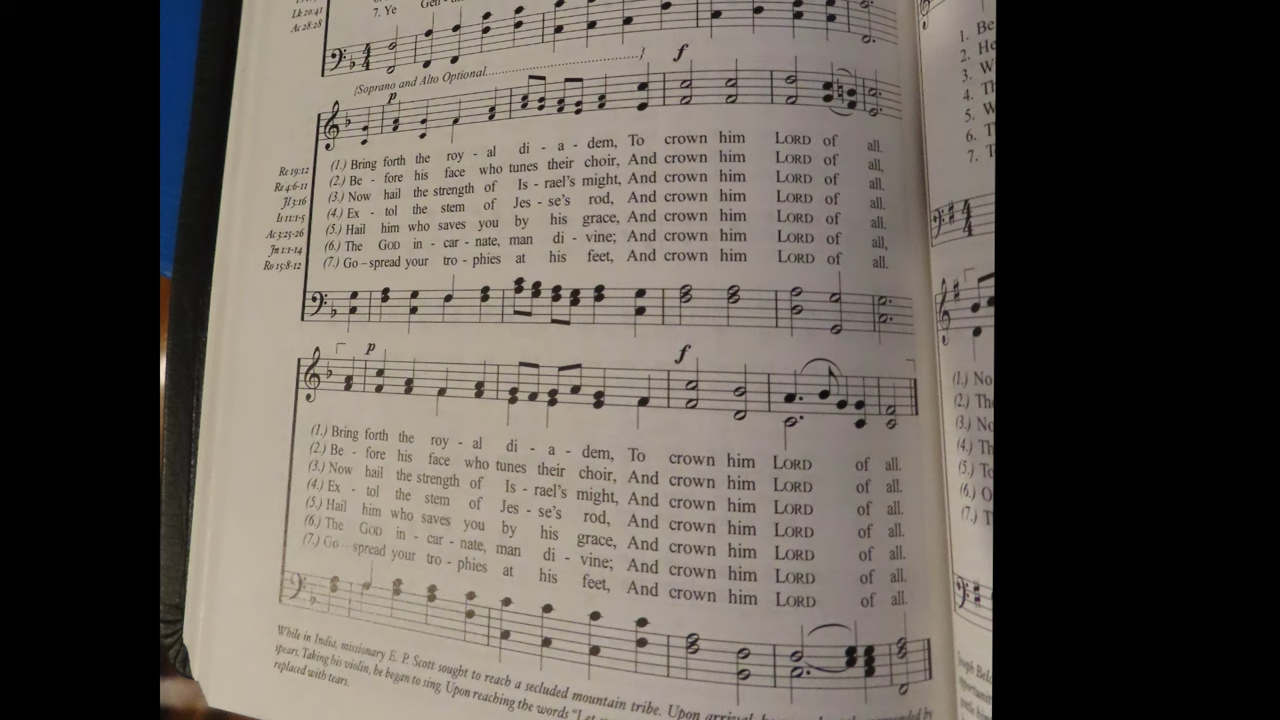 Lk 20:41
Ac 28:28
7. Ye Gen-
{Soprano and Alto Optional..............................}
p f
Re 19:12
Re 4:6-11
Jl 3:16
Is 11:1-5
Ac 3:25-26
Jn 1:1-14
Ro 15:8-12
(1.) Bring forth the roy - al di - a - dem, To crown him LORD of all.
(2.) Be - fore his face who tunes their choir, And crown him LORD of all,
(3.) Now hail the strength of Is - rael's might, And crown him LORD of all.
(4.) Ex - tol the stem of Jes - se's rod, And crown him LORD of all.
(5.) Hail him who saves you by his grace, And crown him LORD of all.
(6.) The GOD in - car - nate, man di - vine; And crown him LORD of all,
(7.) Go – spread your tro - phies at his feet, And crown him LORD of all.
p f
(1.) Bring forth the roy - al di - a - dem, To crown him LORD of all.
(2.) Be - fore his face who tunes their choir, And crown him LORD of all.
(3.) Now hail the strength of Is - rael's might, And crown him LORD of all.
(4.) Ex - tol the stem of Jes - se's rod, And crown him LORD of all.
(5.) Hail him who saves you by his grace, And crown him LORD of all.
(6.) The GOD in - car - nate, man di - vine; And crown him LORD of all.
(7.) Go - spread your tro - phies at his feet, And crown him LORD of all.
While in India, missionary E. P. Scott sought to reach a secluded mountain tribe. Upon
spears. Taking his violin, he began to sing. Upon reaching the words "Let
replaced with tears.
1. Be
2. He
3. W
4. Th
5. W
6. T
7. T
(1.) No
(2.) The
(3.) No
(4.) Th
(5.) To
(6.) O
(7.) T